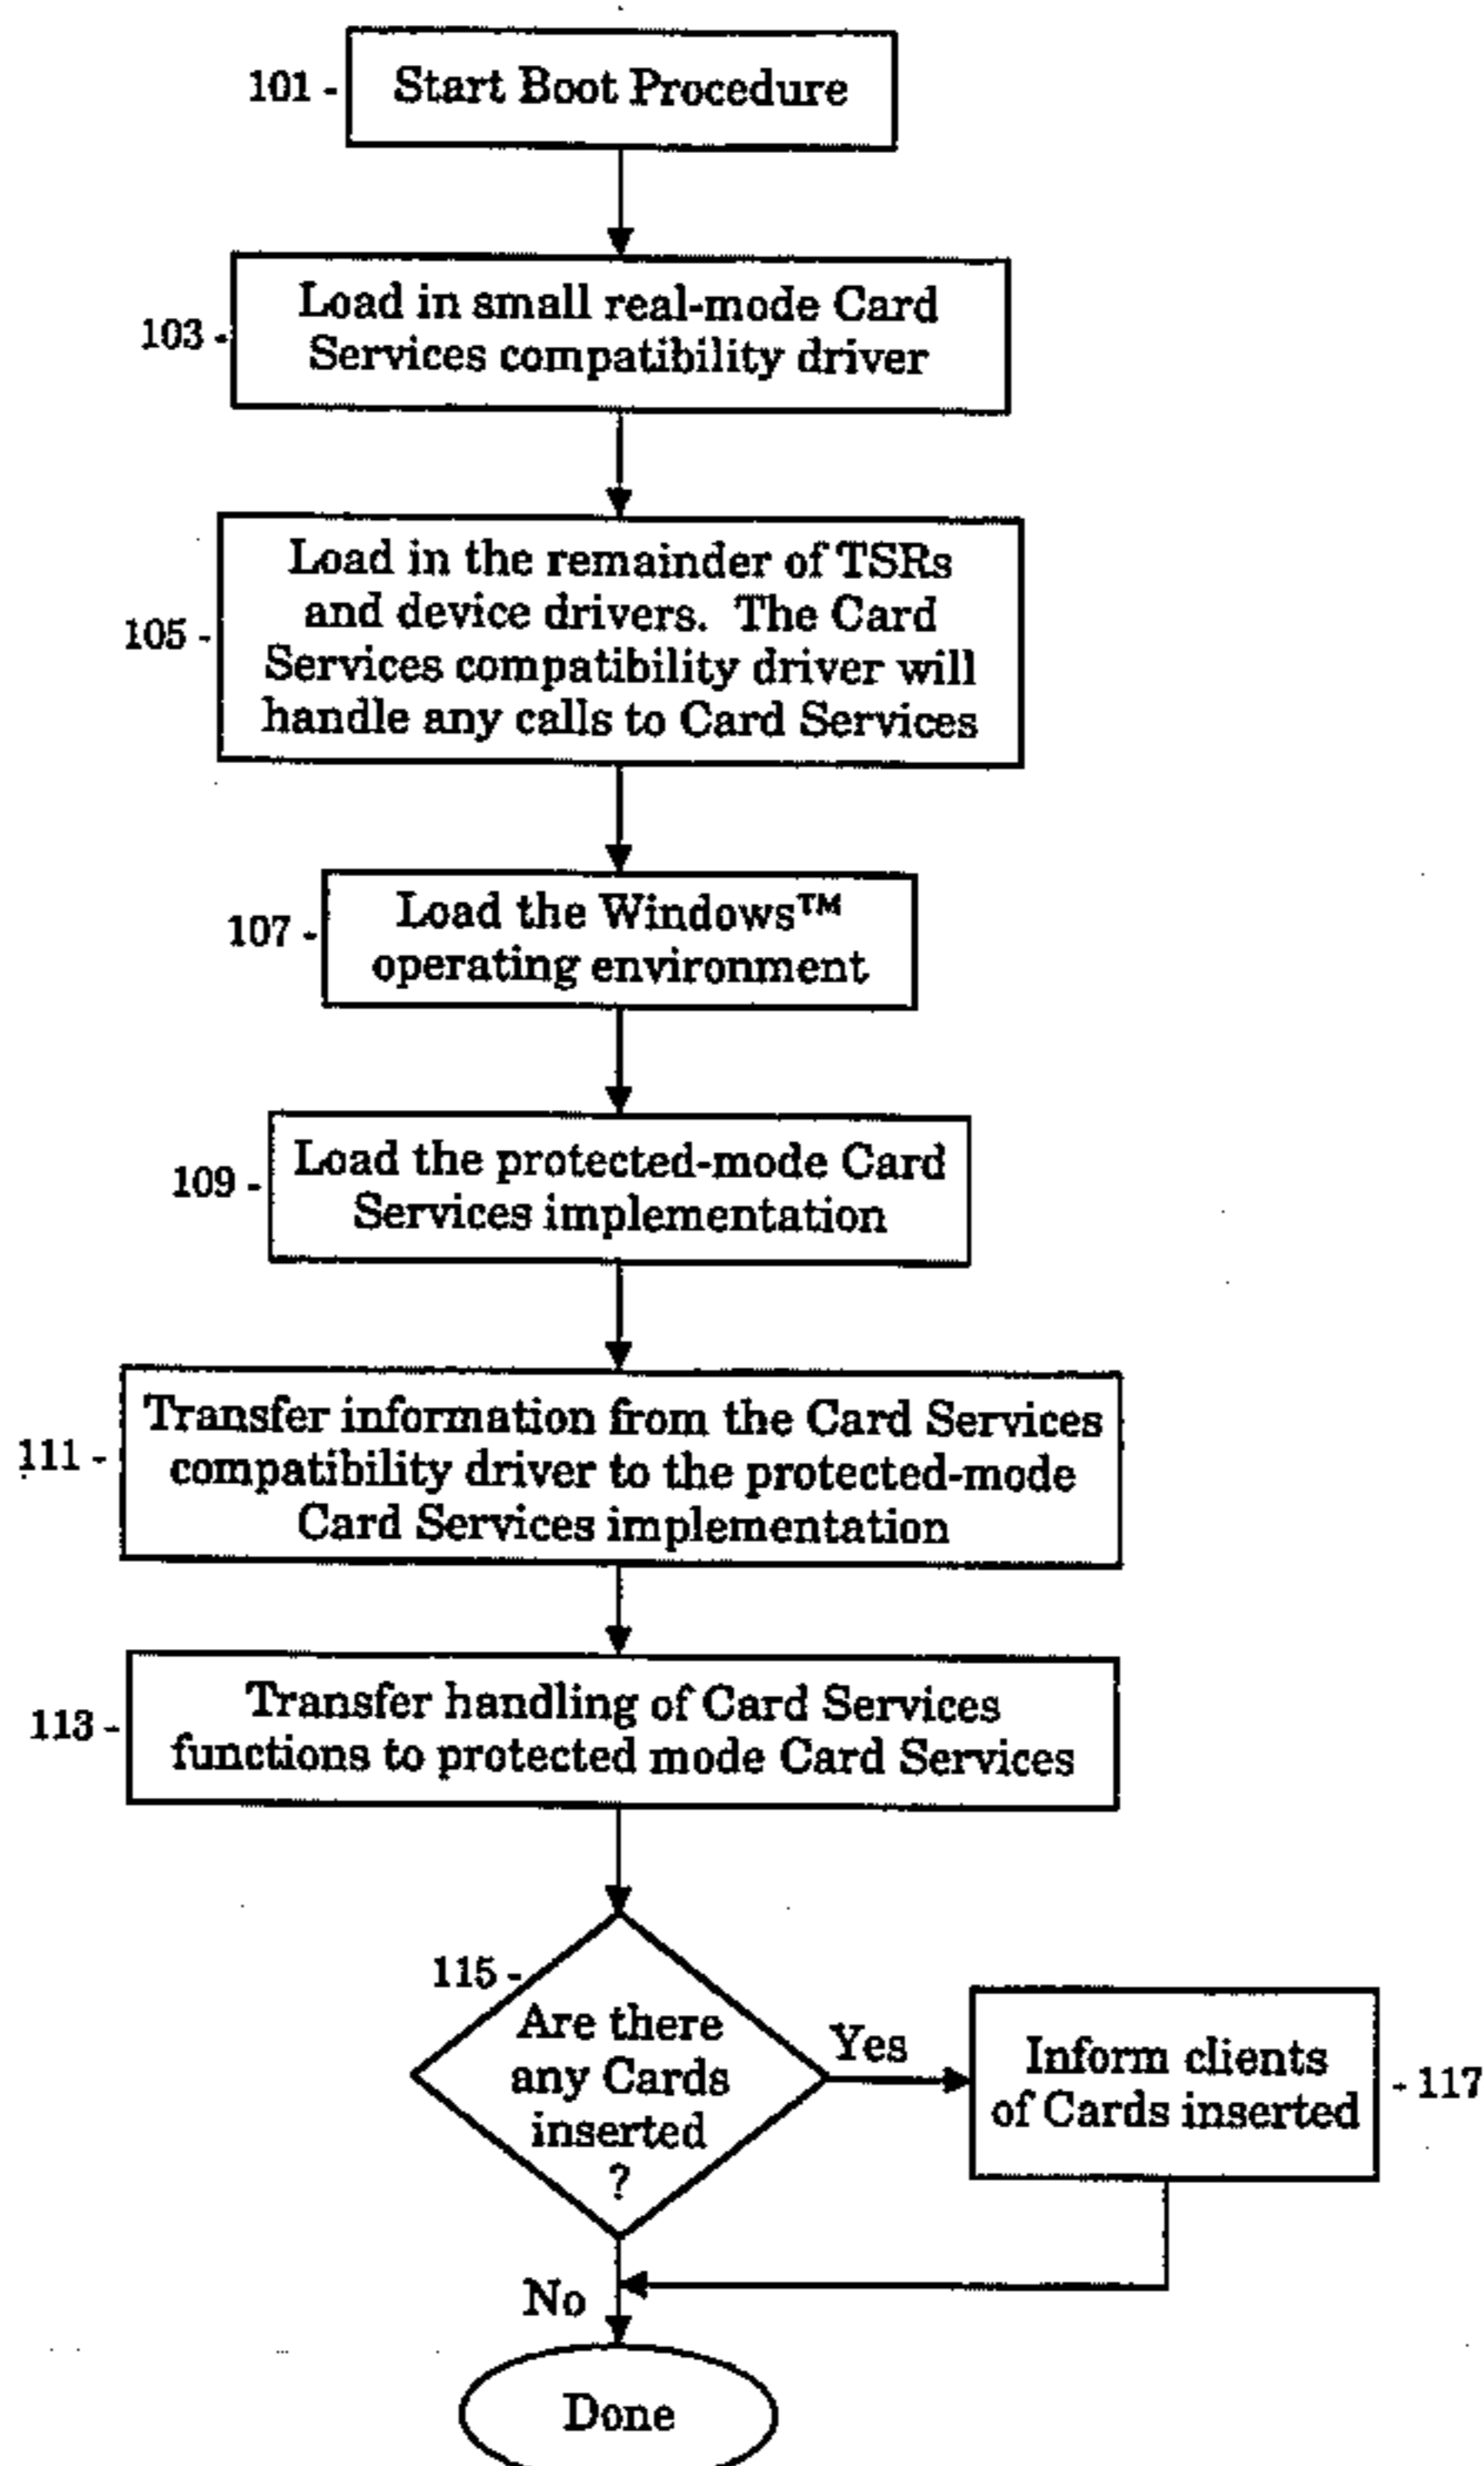 101 - Start Boot Procedure
103 - Load in small real-mode Card
Services compatibility driver
105 - Load in the remainder of TSRs
and device drivers. The Card
Services compatibility driver will
handle any calls to Card Services
107 - Load the Windows™
operating environment
109 - Load the protected-mode Card
Services implementation
111 - Transfer information from the Card Services
compatibility driver to the protected-mode
Card Services implementation
113 - Transfer handling of Card Services
functions to protected mode Card Services
115 -
Are there
any Cards
inserted
?
Yes
Inform clients
of Cards inserted
- 117
No
Done